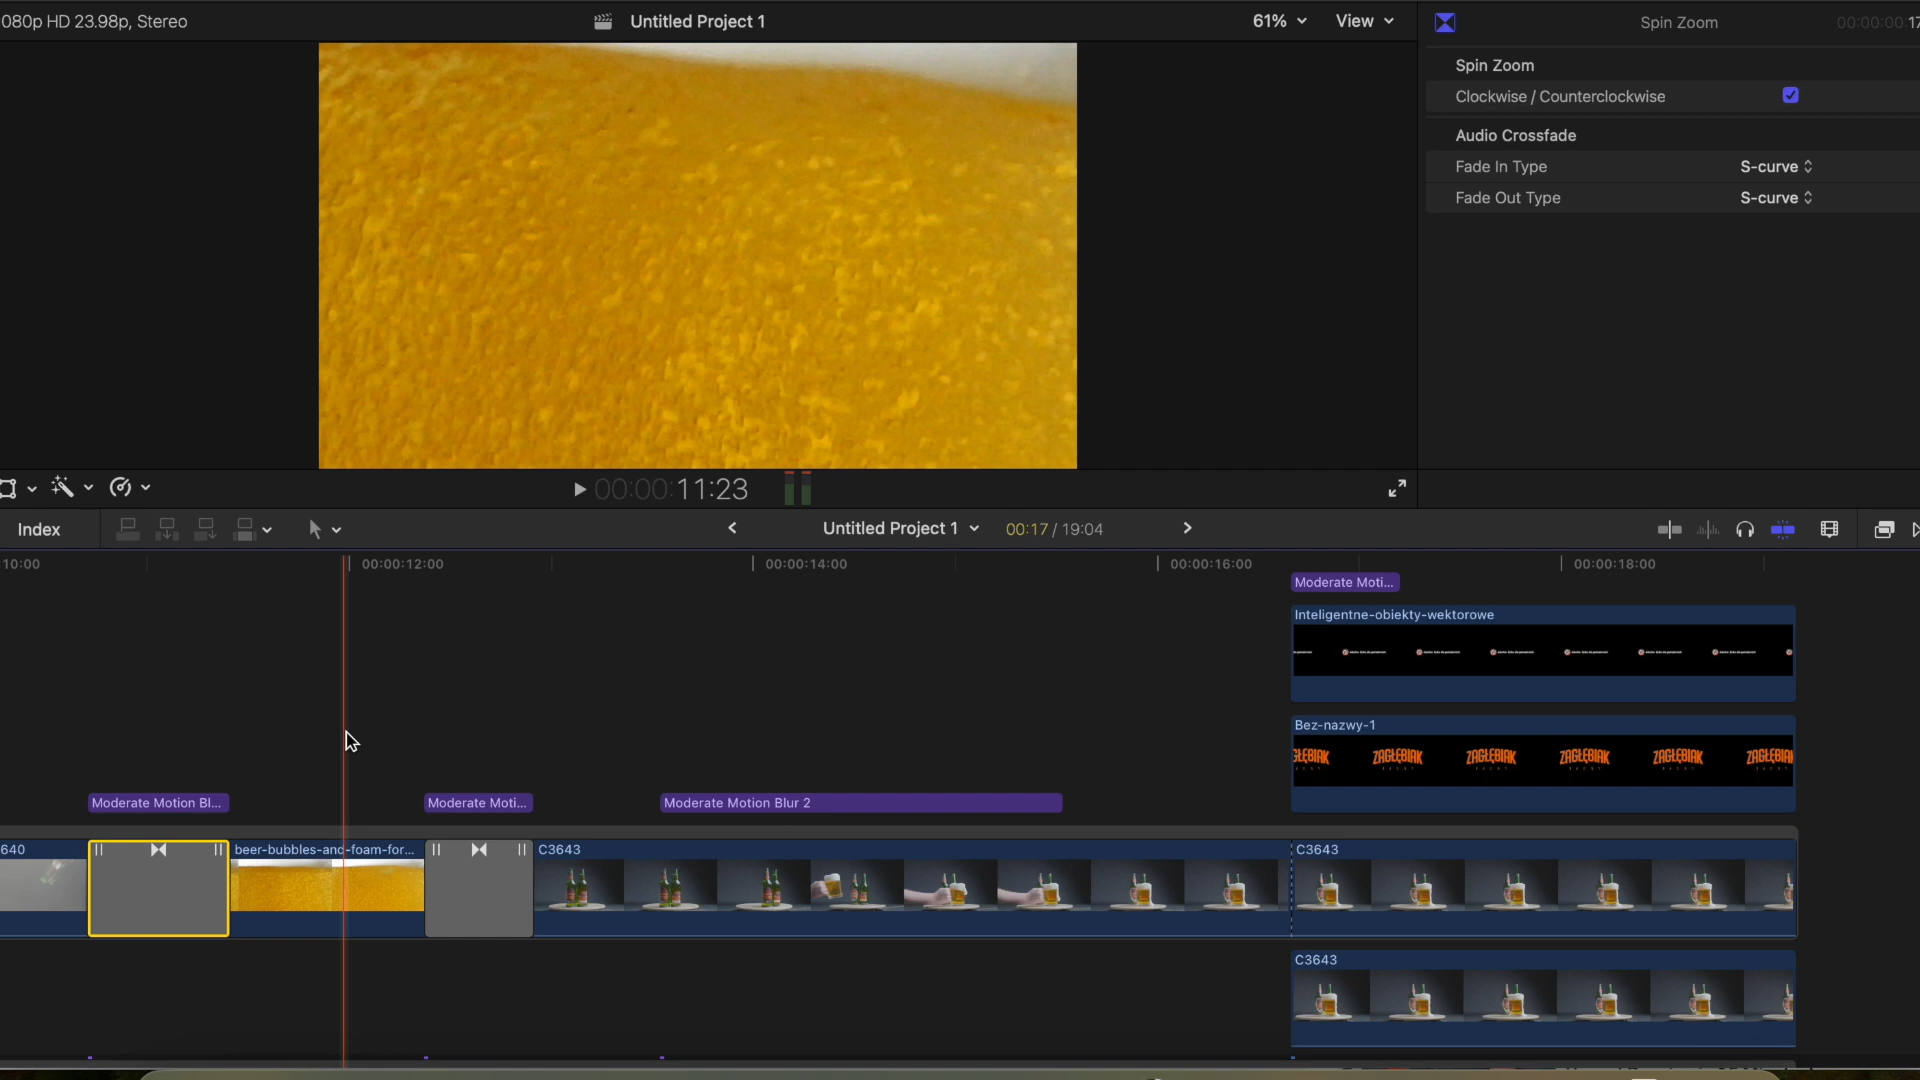 080p HD 23.98p, Stereo
Untitled Project 1
61%
View
Spin Zoom
00:00:00:17
Spin Zoom
Clockwise / Counterclockwise
Audio Crossfade
Fade In Type
S-curve
Fade Out Type
S-curve
00:00:00:11:23
Index
Untitled Project 1
00:17 / 19:04
:10:00
00:00:12:00
00:00:14:00
00:00:16:00
00:00:18:00
Moderate Moti...
Inteligentne-obiekty-wektorowe
Bez-nazwy-1
GŁĘBIAK ZAGŁĘBIAK ZAGŁĘBIAK ZAGŁĘBIAK ZAGŁĘBIAK ZAGŁĘBIAK
Moderate Motion Bl...
Moderate Moti...
Moderate Motion Blur 2
640
beer-bubbles-and-foam-for...
C3643
C3643
C3643